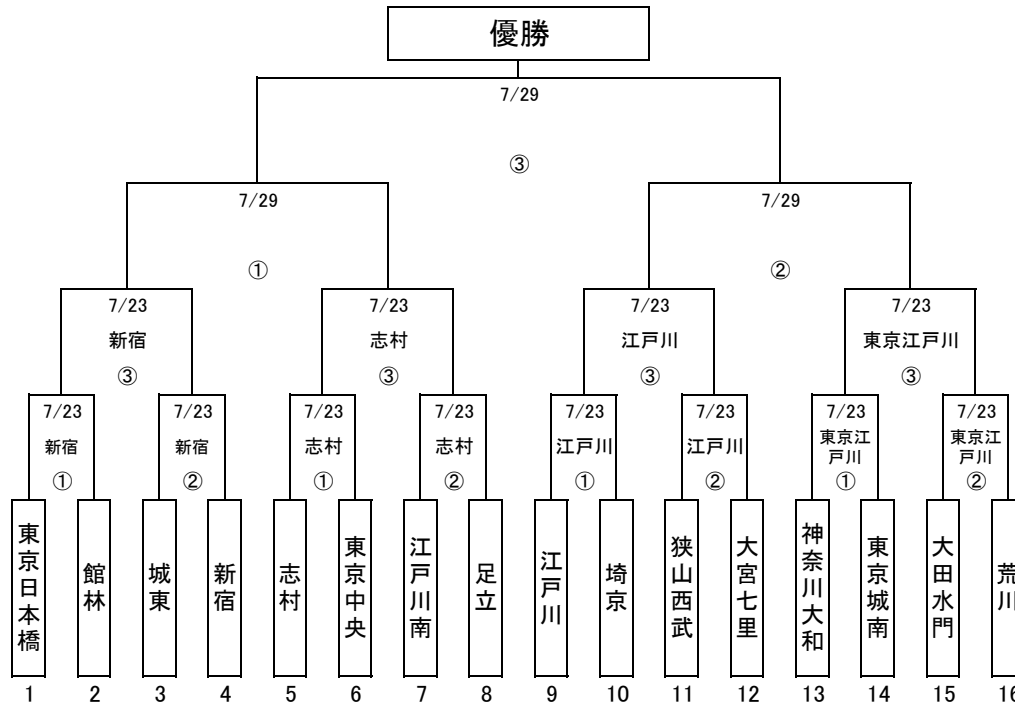 優勝
7/29
③
7/29 7/29
① ②
7/23 7/23 7/23 7/23
新宿 志村 江戸川 東京江戸川
③ ③ ③ ③
7/23 7/23 7/23 7/23 7/23 7/23 7/23 7/23
新宿 新宿 志村 志村 江戸川 江戸川 東京江戸川 東京江戸川
① ② ① ② ① ② ① ②
東京日本橋
館林
城東
新宿
志村
東京中央
江戸川南
足立
江戸川
埼京
狭山西武
大宮七里
神奈川大和
東京城南
大田水門
荒川
1 2 3 4 5 6 7 8 9 10 11 12 13 14 15 16